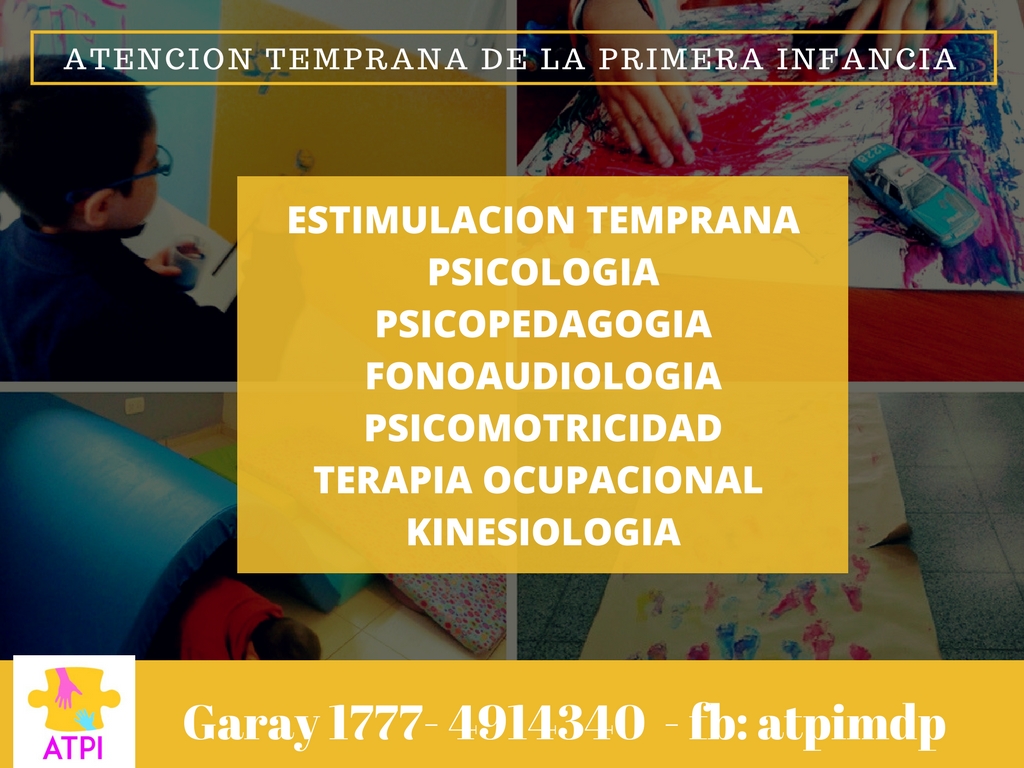 ATENCION TEMPRANA DE LA PRIMERA INFANCIA
1228
ESTIMULACION TEMPRANA
PSICOLOGIA
PSICOPEDAGOGIA
FONOAUDIOLOGIA
PSICOMOTRICIDAD
TERAPIA OCUPACIONAL
KINESIOLOGIA
ATPI
Garay 1777- 4914340 - fb: atpimdp